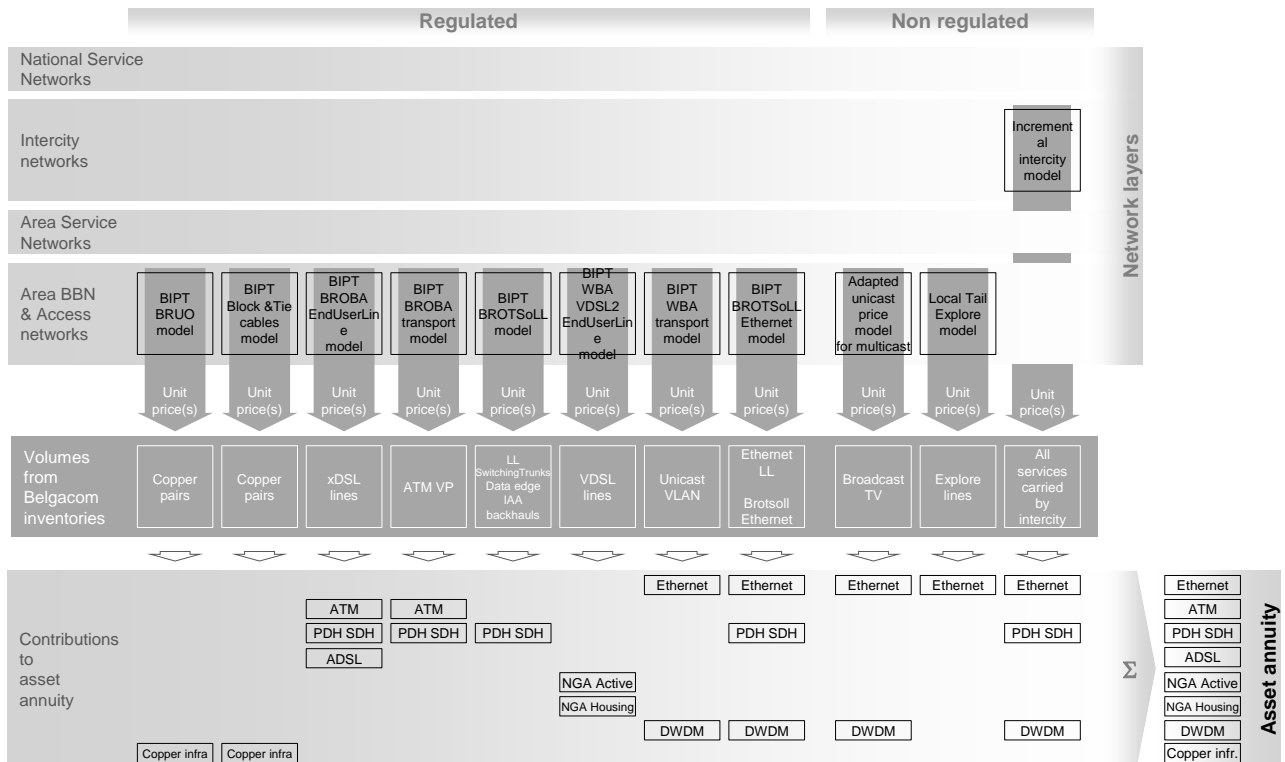 Regulated
Non regulated
National Service
Networks
Intercity
networks
Increment
al
intercity
model
Area Service
Networks
Network layers
Area BBN
& Access
networks
BIPT
BRUO
model
BIPT
Block &Tie
cables
model
BIPT
BROBA
EndUserLin
e
model
BIPT
BROBA
transport
model
BIPT
BROTSoLL
model
BIPT
WBA
VDSL2
EndUserLin
e
model
BIPT
WBA
transport
model
BIPT
BROTSoLL
Ethernet
model
Adapted
unicast
price
model
for multicast
Local Tail
Explore
model
Unit
price(s)
Unit
price(s)
Unit
price(s)
Unit
price(s)
Unit
price(s)
Unit
price(s)
Unit
price(s)
Unit
price(s)
Unit
price(s)
Unit
price(s)
Unit
price(s)
Volumes
from
Belgacom
inventories
Copper
pairs
Copper
pairs
xDSL
lines
ATM VP
LL
SwitchingTrunks
Data edge
IAA
backhauls
VDSL
lines
Unicast
VLAN
Ethernet
LL
Brotsoll
Ethernet
Broadcast
TV
Explore
lines
All
services
carried
by
intercity
Contributions
to
asset
annuity
Ethernet
Ethernet
Ethernet
Ethernet
Ethernet
ATM
ATM
PDH SDH
PDH SDH
PDH SDH
PDH SDH
PDH SDH
ADSL
NGA Active
NGA Housing
DWDM
DWDM
DWDM
DWDM
Copper infra
Copper infra
Σ
Ethernet
ATM
PDH SDH
ADSL
NGA Active
NGA Housing
DWDM
Copper infr.
Asset annuity